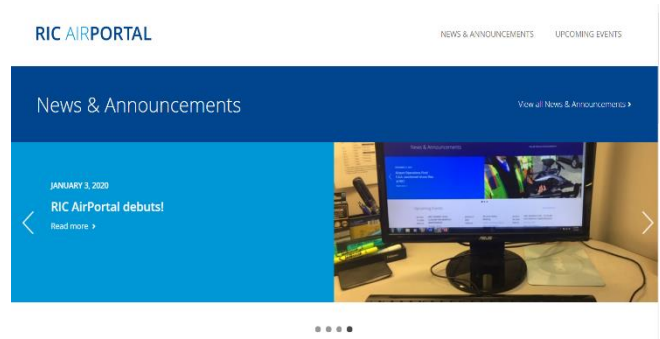 RIC AIRPORTAL
NEWS & ANNOUNCEMENTS
UPCOMING EVENTS
News & Announcements
View all News & Announcements
JANUARY 3, 2020
RIC AirPortal debuts!
Read more
News & Announcements
ASUS